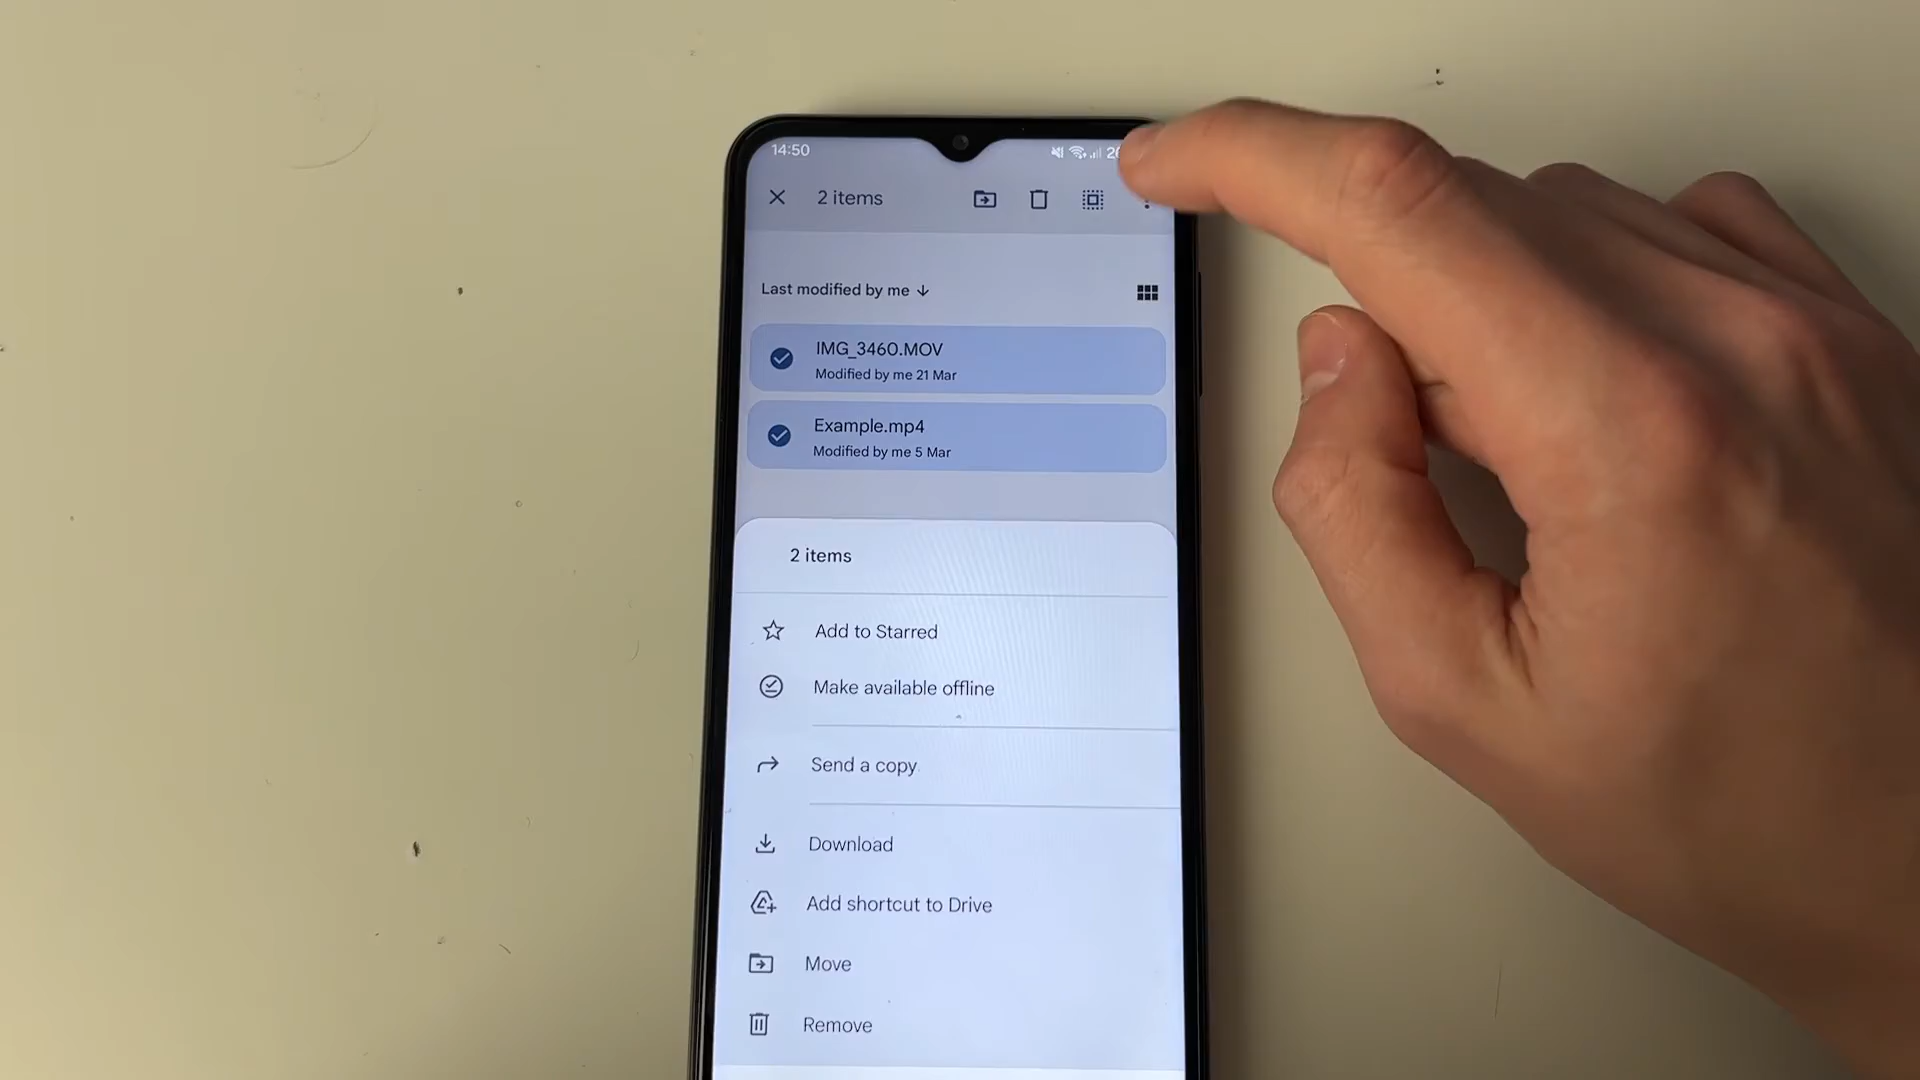 14:50
2 items
Last modified by me
IMG_3460.MOV
Modified by me 21 Mar
Example.mp4
Modified by me 5 Mar
2 items
Add to Starred
Make available offline
Send a copy
Download
Add shortcut to Drive
Move
Remove